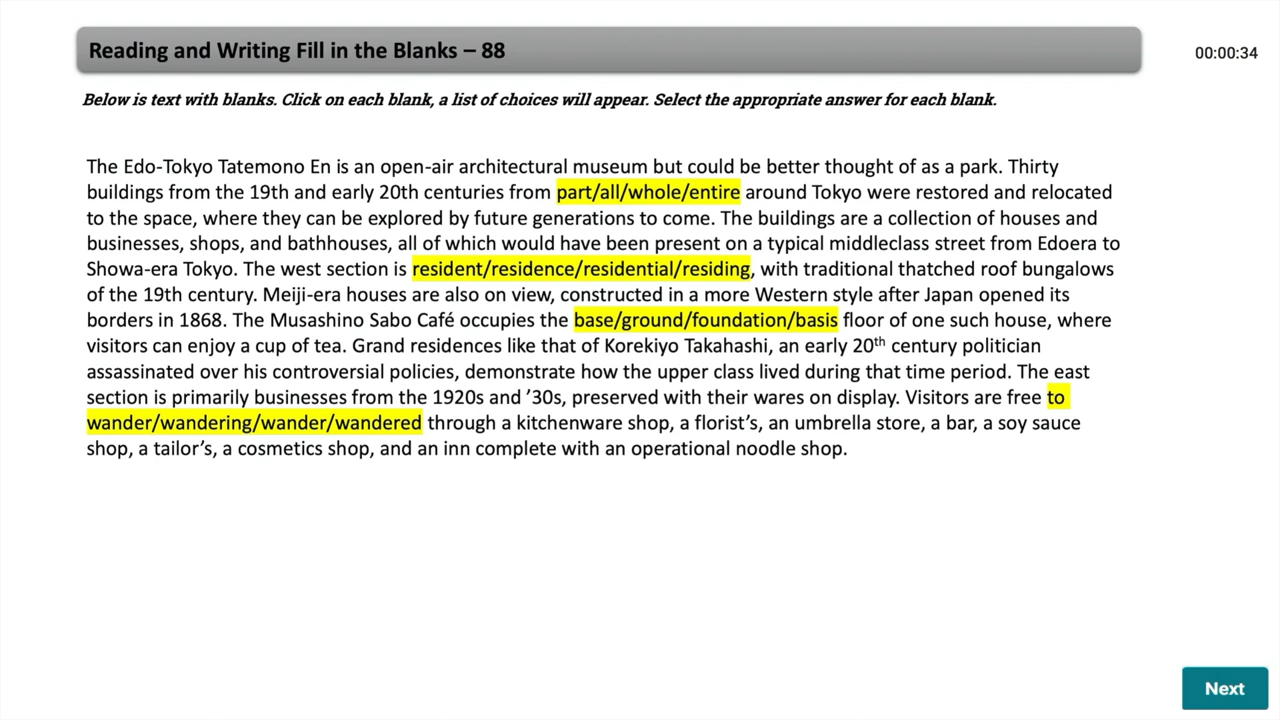 Reading and Writing Fill in the Blanks – 88
00:00:34
Below is text with blanks. Click on each blank, a list of choices will appear. Select the appropriate answer for each blank.
The Edo-Tokyo Tatemono En is an open-air architectural museum but could be better thought of as a park. Thirty
buildings from the 19th and early 20th centuries from part/all/whole/entire around Tokyo were restored and relocated
to the space, where they can be explored by future generations to come. The buildings are a collection of houses and
businesses, shops, and bathhouses, all of which would have been present on a typical middleclass street from Edoera to
Showa-era Tokyo. The west section is resident/residence/residential/residing, with traditional thatched roof bungalows
of the 19th century. Meiji-era houses are also on view, constructed in a more Western style after Japan opened its
borders in 1868. The Musashino Sabo Café occupies the base/ground/foundation/basis floor of one such house, where
visitors can enjoy a cup of tea. Grand residences like that of Korekiyo Takahashi, an early 20th century politician
assassinated over his controversial policies, demonstrate how the upper class lived during that time period. The east
section is primarily businesses from the 1920s and ’30s, preserved with their wares on display. Visitors are free to
wander/wandering/wander/wandered through a kitchenware shop, a florist’s, an umbrella store, a bar, a soy sauce
shop, a tailor’s, a cosmetics shop, and an inn complete with an operational noodle shop.
Next